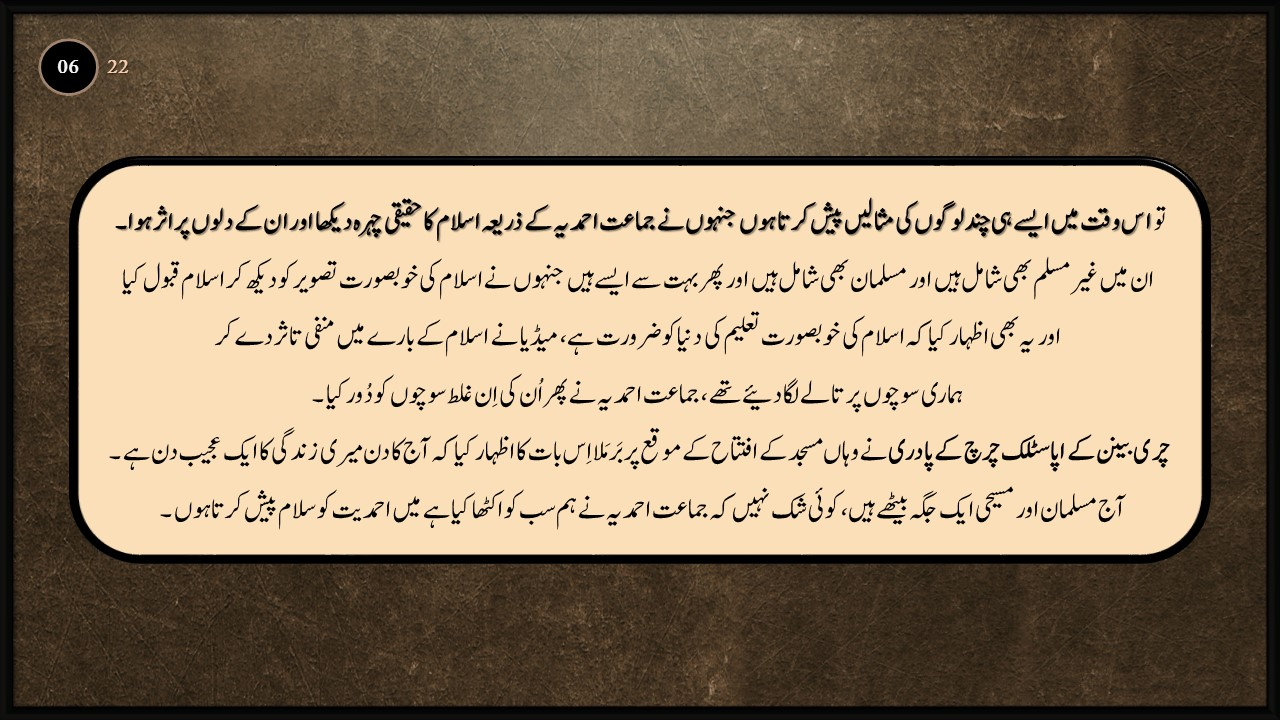 06 22
تو اس وقت میں ایسے ہی چند لوگوں کی مثالیں پیش کرتا ہوں جنہوں نے جماعت احمدیہ کے ذریعہ اسلام کا حقیقی چہرہ دیکھا اور ان کے دلوں پر اثر ہوا۔
ان میں غیر مسلم بھی شامل ہیں اور مسلمان بھی شامل ہیں اور پھر بہت سے ایسے ہیں جنہوں نے اسلام کی خوبصورت تصویر کو دیکھ کر اسلام قبول کیا
اور یہ بھی اظہار کیا کہ اسلام کی خوبصورت تعلیم کی دنیا کو ضرورت ہے، میڈیا نے اسلام کے بارے میں منفی تاثر دے کر
ہماری سوچوں پر تالے لگا دیئے تھے، جماعت احمدیہ نے پھر اُن کی اِن غلط سوچوں کو دُور کیا۔
چری بینن کے اپاسٹلک چرچ کے پادری نے وہاں مسجد کے افتتاح کے موقع پر بَرمَلا اِس بات کا اظہار کیا کہ آج کا دن میری زندگی کا ایک عجیب دن ہے۔
آج مسلمان اور مسیحی ایک جگہ بیٹھے ہیں، کوئی شک نہیں کہ جماعت احمدیہ نے ہم سب کو اکٹھا کیا ہے میں احمدیت کو سلام پیش کرتا ہوں۔